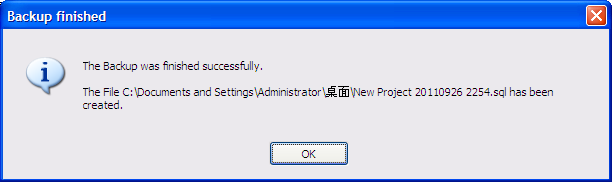 Backup finished
The Backup was finished successfully.
The File C:\Documents and Settings\Administrator\桌面\New Project 20110926 2254.sql has been
created.
OK